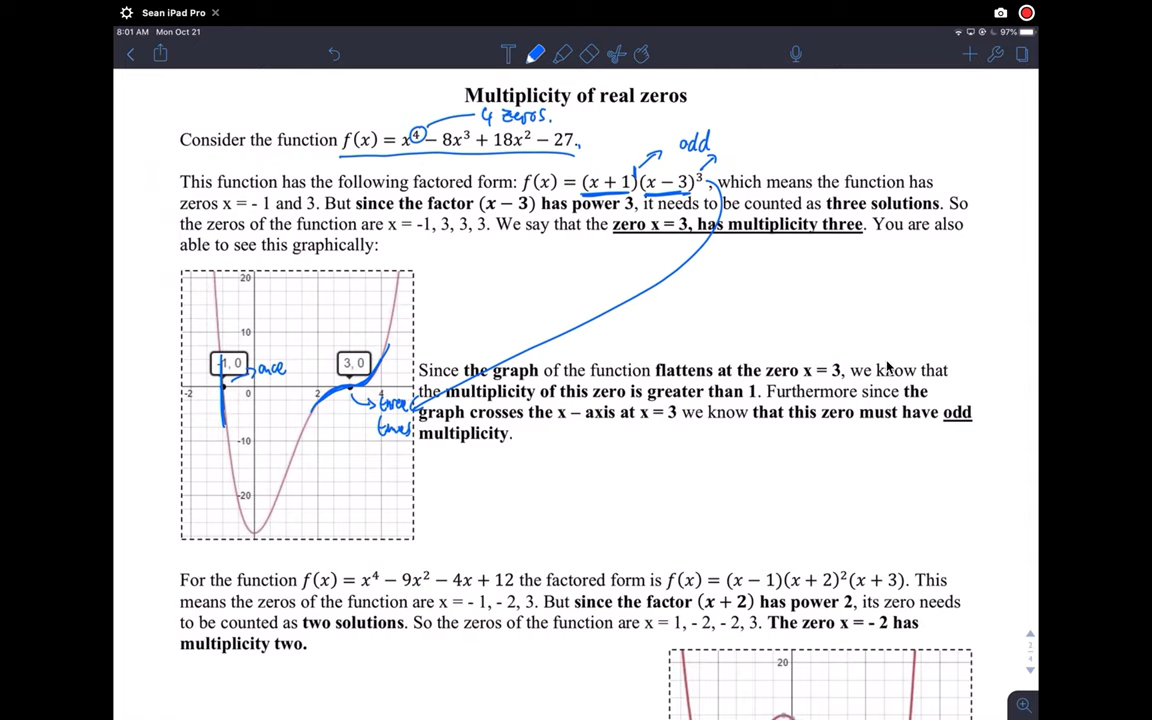 Sean iPad Pro ×
8:01 AM Mon Oct 21
97%
Multiplicity of real zeros
4 zeros.
Consider the function f(x) = x⁴ − 8x³ + 18x² − 27.
odd
This function has the following factored form: f(x) = (x + 1)(x − 3)³, which means the function has
zeros x = - 1 and 3. But since the factor (x − 3) has power 3, it needs to be counted as three solutions. So
the zeros of the function are x = -1, 3, 3, 3. We say that the zero x = 3, has multiplicity three. You are also
able to see this graphically:
20
10
-1, 0
once
3, 0
-2
0
2
4
three
times
-10
-20
Since the graph of the function flattens at the zero x = 3, we know that
the multiplicity of this zero is greater than 1. Furthermore since the
graph crosses the x – axis at x = 3 we know that this zero must have odd
multiplicity.
For the function f(x) = x⁴ − 9x² − 4x + 12 the factored form is f(x) = (x − 1)(x + 2)²(x + 3). This
means the zeros of the function are x = - 1, - 2, 3. But since the factor (x + 2) has power 2, its zero needs
to be counted as two solutions. So the zeros of the function are x = 1, - 2, - 2, 3. The zero x = - 2 has
multiplicity two.
20